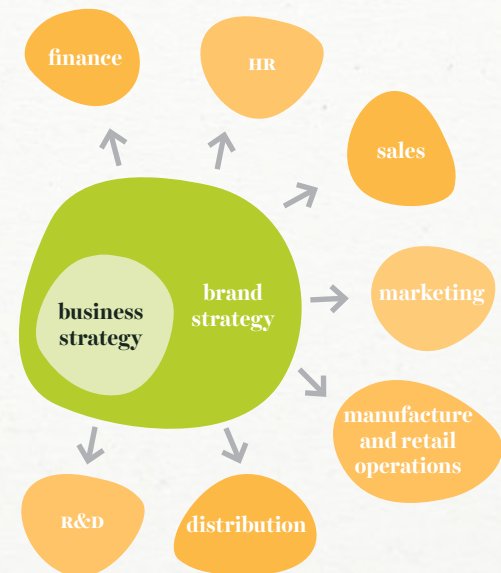 finance
HR
sales
business
strategy
brand
strategy
marketing
manufacture
and retail
operations
R&D
distribution